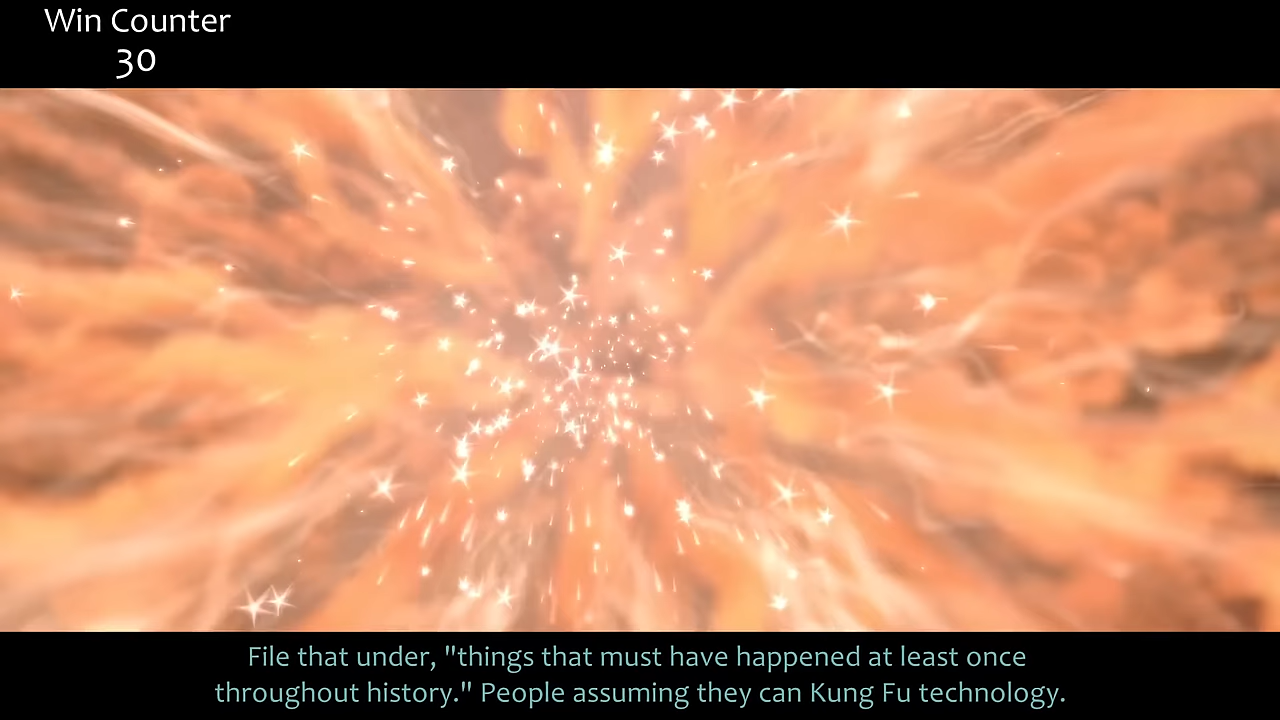 Win Counter
30
File that under, "things that must have happened at least once
throughout history." People assuming they can Kung Fu technology.